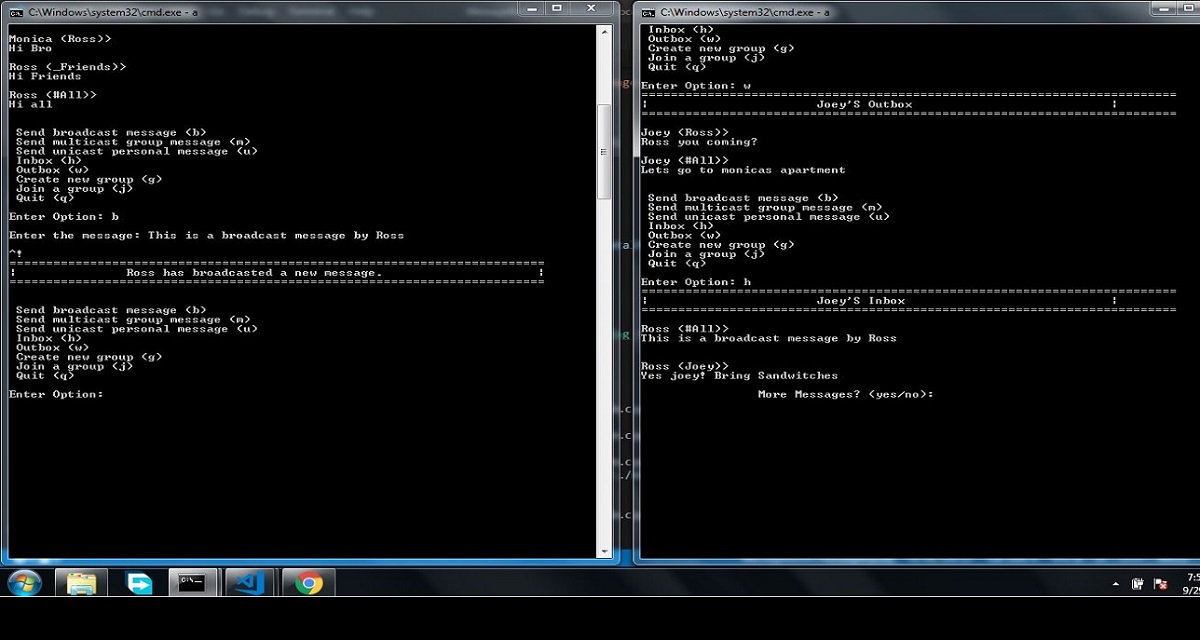 C:\Windows\system32\cmd.exe - a
Monica (Ross)>
Hi Bro
Ross (_Friends)>
Hi Friends
Ross (#All)>
Hi all
Send broadcast message (b)
Send multicast group message (m)
Send unicast personal message (u)
Inbox (h)
Outbox (w)
Create new group (g)
Join a group (j)
Quit (q)
Enter Option: b
Enter the message: This is a broadcast message by Ross
^!
======================================================================
¦ Ross has broadcasted a new message. ¦
======================================================================
Send broadcast message (b)
Send multicast group message (m)
Send unicast personal message (u)
Inbox (h)
Outbox (w)
Create new group (g)
Join a group (j)
Quit (q)
Enter Option:
C:\Windows\system32\cmd.exe - a
Inbox (h)
Outbox (w)
Create new group (g)
Join a group (j)
Quit (q)
Enter Option: w
======================================================================
¦ Joey'S Outbox ¦
======================================================================
Joey (Ross)>
Ross you coming?
Joey (#All)>
Lets go to monicas apartment
Send broadcast message (b)
Send multicast group message (m)
Send unicast personal message (u)
Inbox (h)
Outbox (w)
Create new group (g)
Join a group (j)
Quit (q)
Enter Option: h
======================================================================
¦ Joey'S Inbox ¦
======================================================================
Ross (#All)>
This is a broadcast message by Ross
Ross (Joey)>
Yes joey! Bring Sandwitches
More Messages? (yes/no):